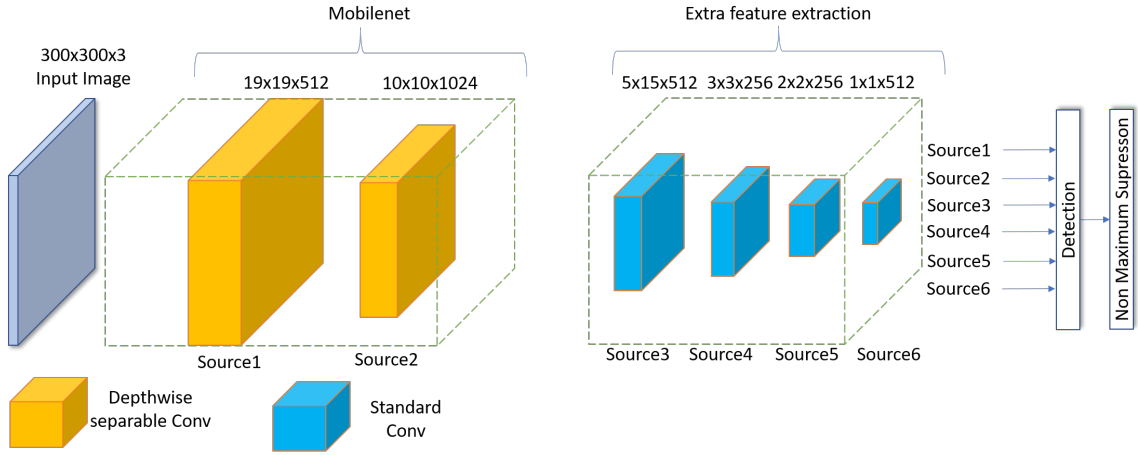 Mobilenet
Extra feature extraction
300x300x3
Input Image
19x19x512
10x10x1024
5x15x512
3x3x256
2x2x256
1x1x512
Source1
Source2
Source3
Source4
Source5
Source6
Detection
Non Maximum Supresson
Source1
Source2
Source3
Source4
Source5
Source6
Depthwise
separable Conv
Standard
Conv